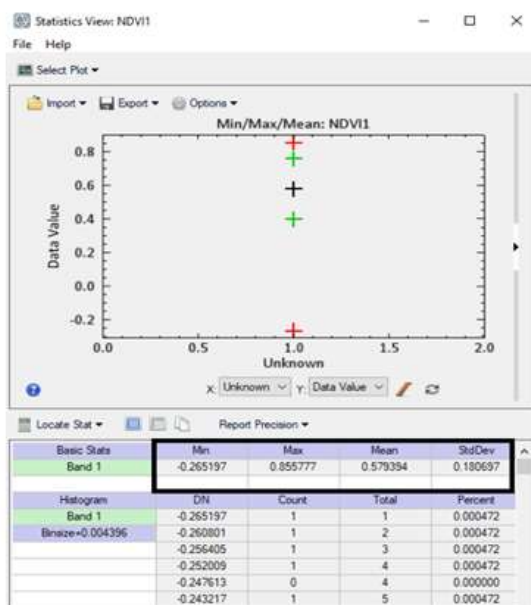 Statistics View: NDVI1
File Help
Select Plot
Import Export Options
Min/Max/Mean: NDVI1
0.8
0.6
0.4
0.2
0.0
-0.2
Data Value
0.0 0.5 1.0 1.5 2.0
Unknown
X: Unknown Y: Data Value
Locate Stat Report Precision
Basic Stats Min Max Mean StdDev
Band 1 -0.265197 0.855777 0.579394 0.180697
Histogram DN Count Total Percent
Band 1 -0.265197 1 1 0.000472
Binsize=0.004396 -0.260801 1 2 0.000472
-0.256405 1 3 0.000472
-0.252009 1 4 0.000472
-0.247613 0 4 0.000000
-0.243217 1 5 0.000472